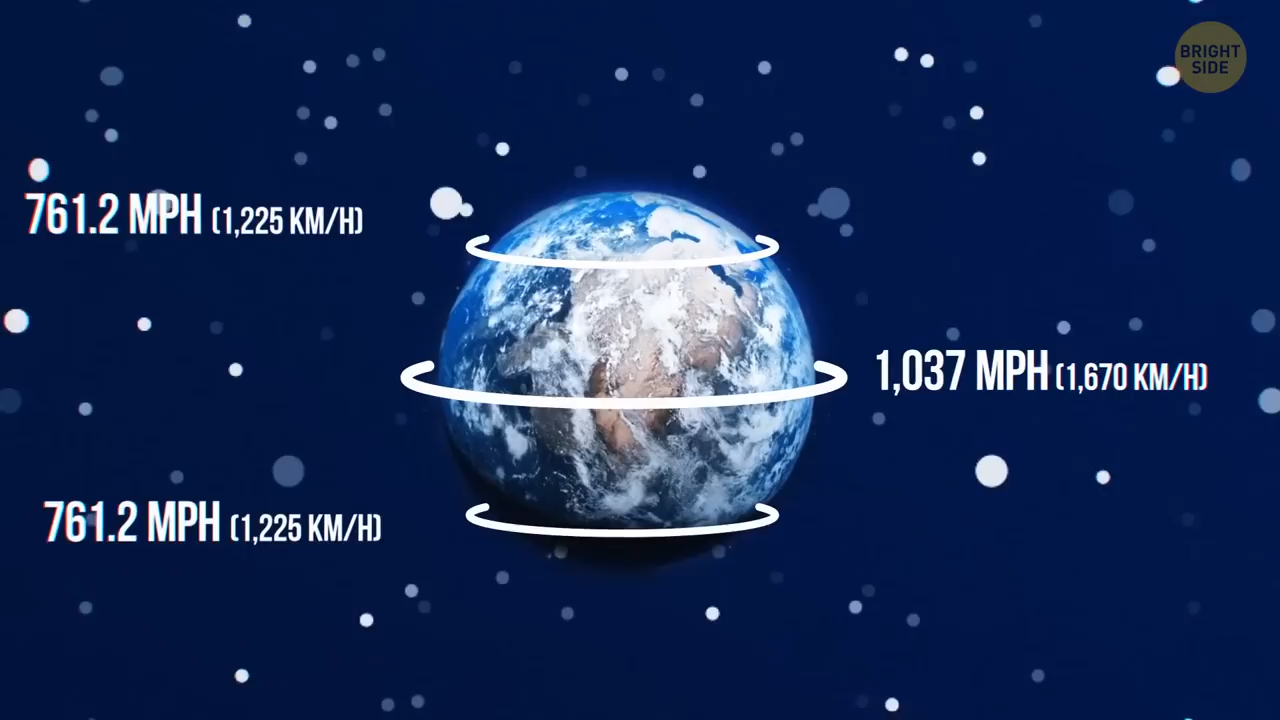 BRIGHT
SIDE
761.2 MPH (1,225 KM/H)
1,037 MPH (1,670 KM/H)
761.2 MPH (1,225 KM/H)